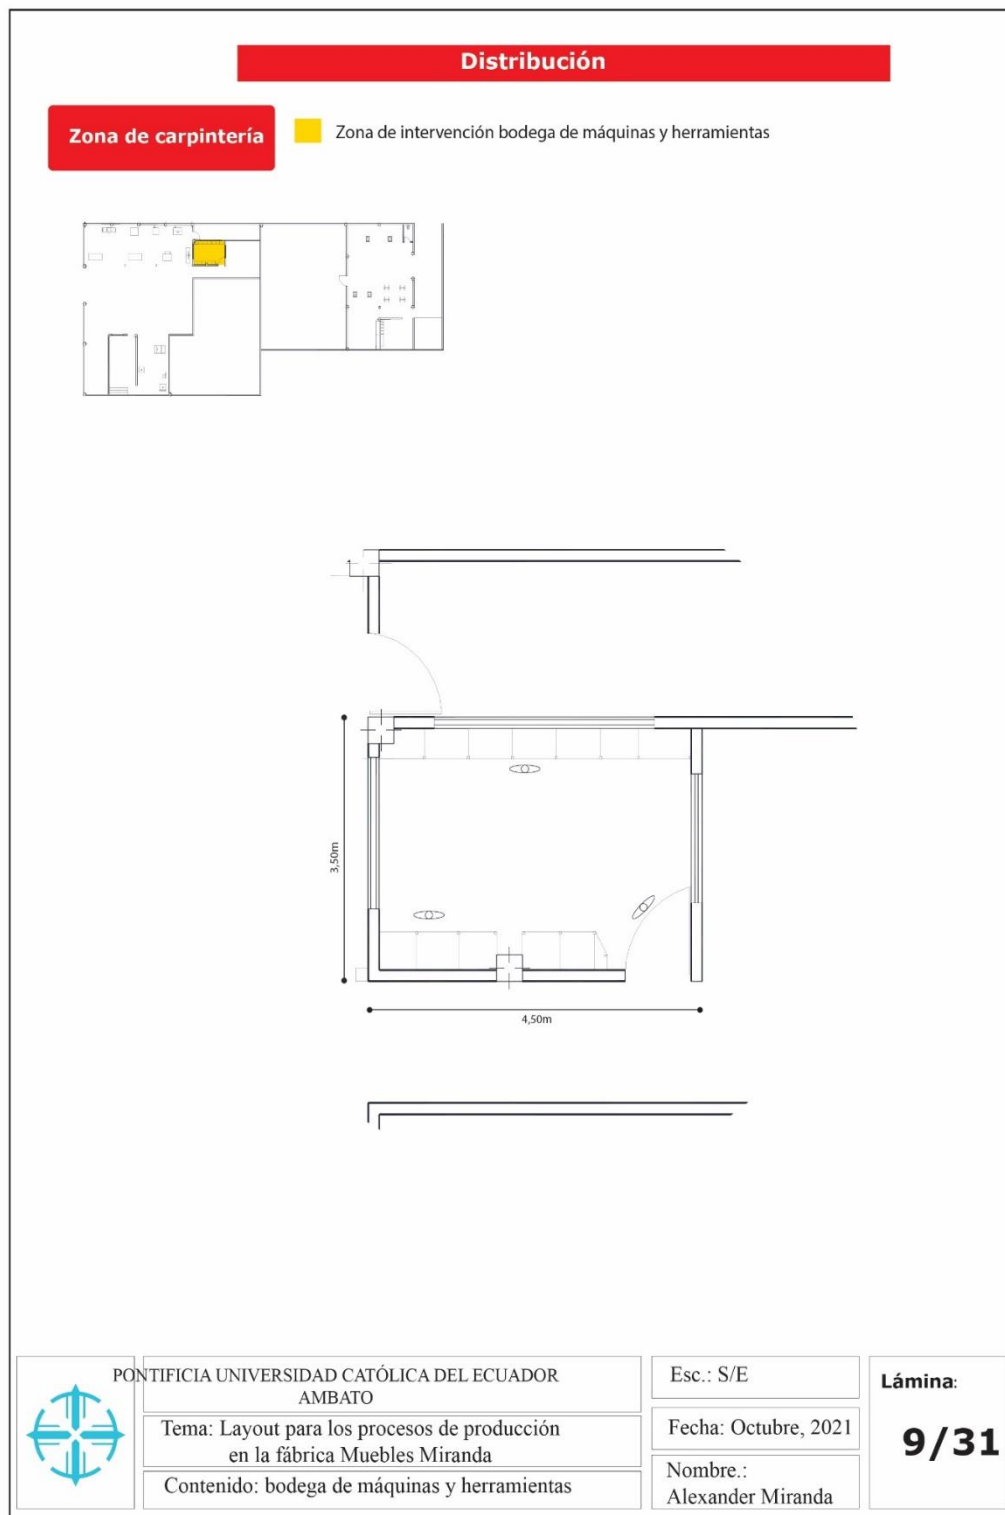 Distribución
Zona de carpintería
Zona de intervención bodega de máquinas y herramientas
3,50m
4,50m
PONTIFICIA UNIVERSIDAD CATÓLICA DEL ECUADOR
AMBATO
Tema: Layout para los procesos de producción
en la fábrica Muebles Miranda
Contenido: bodega de máquinas y herramientas
Esc.: S/E
Fecha: Octubre, 2021
Nombre.:
Alexander Miranda
Lámina:
9/31